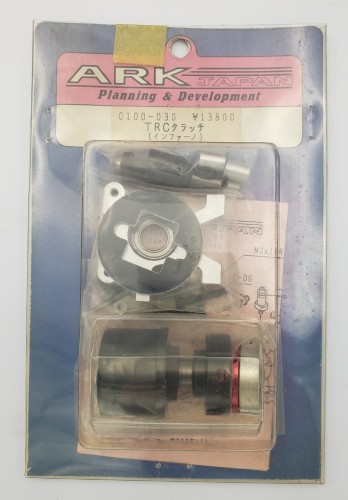 ARK JAPAN
Planning & Development
0100-030 ¥13800
TRCクラッチ
(インファーノ)